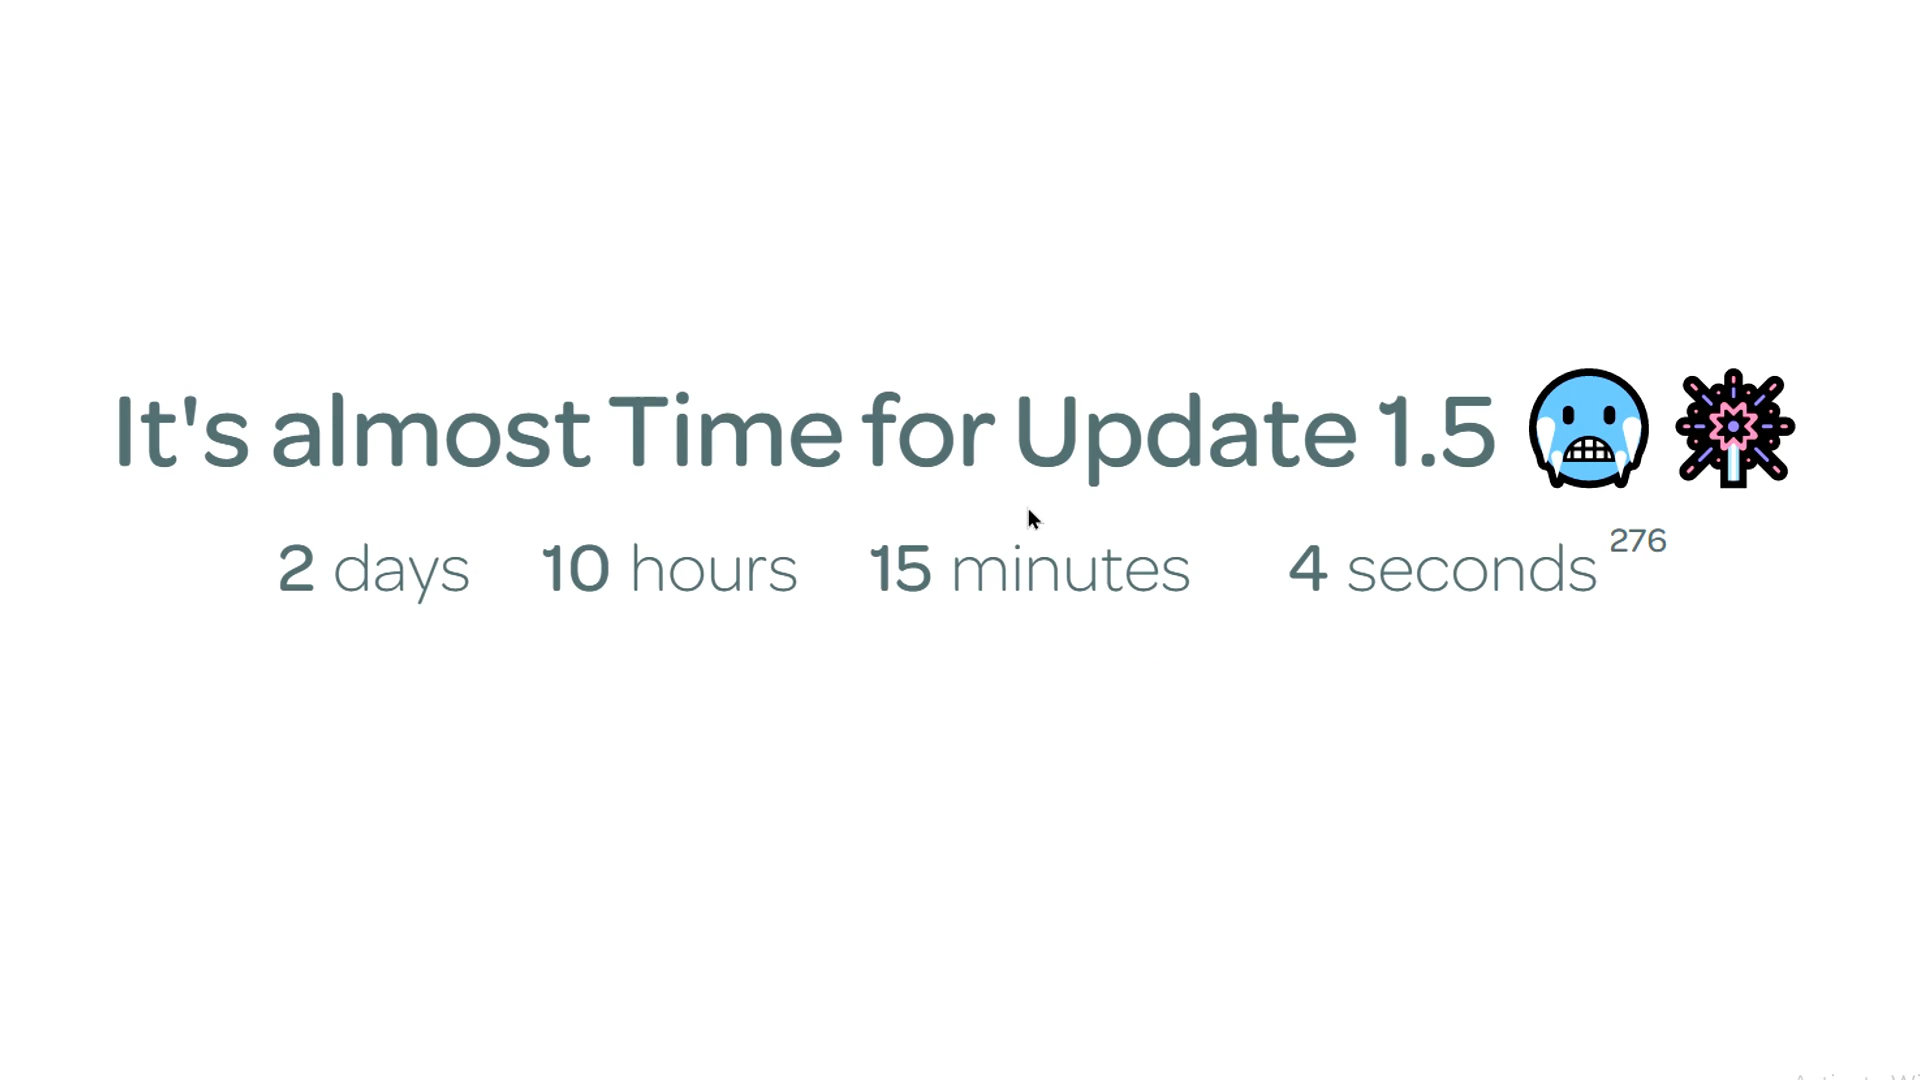 It's almost Time for Update 1.5 🥶 🎇
2 days 10 hours 15 minutes 4 seconds 276